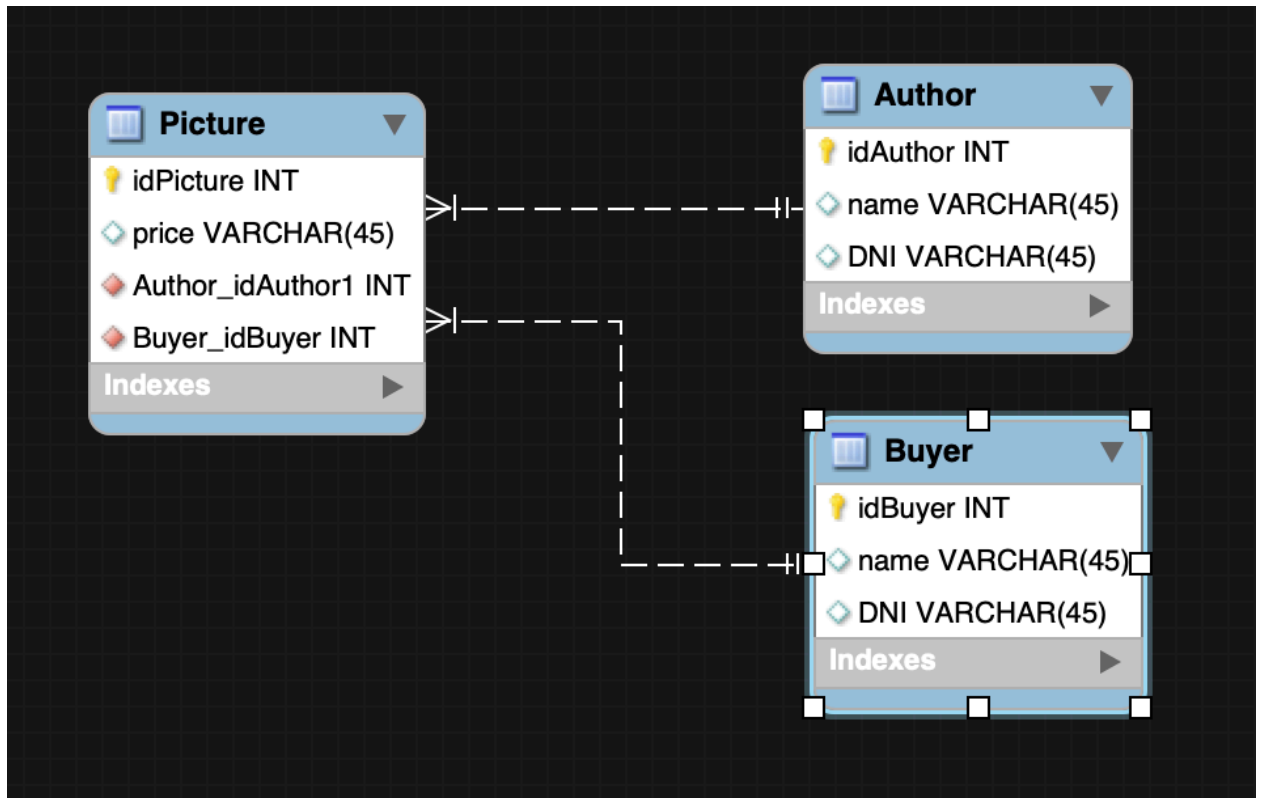 Picture
idPicture INT
price VARCHAR(45)
Author_idAuthor1 INT
Buyer_idBuyer INT
Indexes
Author
idAuthor INT
name VARCHAR(45)
DNI VARCHAR(45)
Indexes
Buyer
idBuyer INT
name VARCHAR(45)
DNI VARCHAR(45)
Indexes